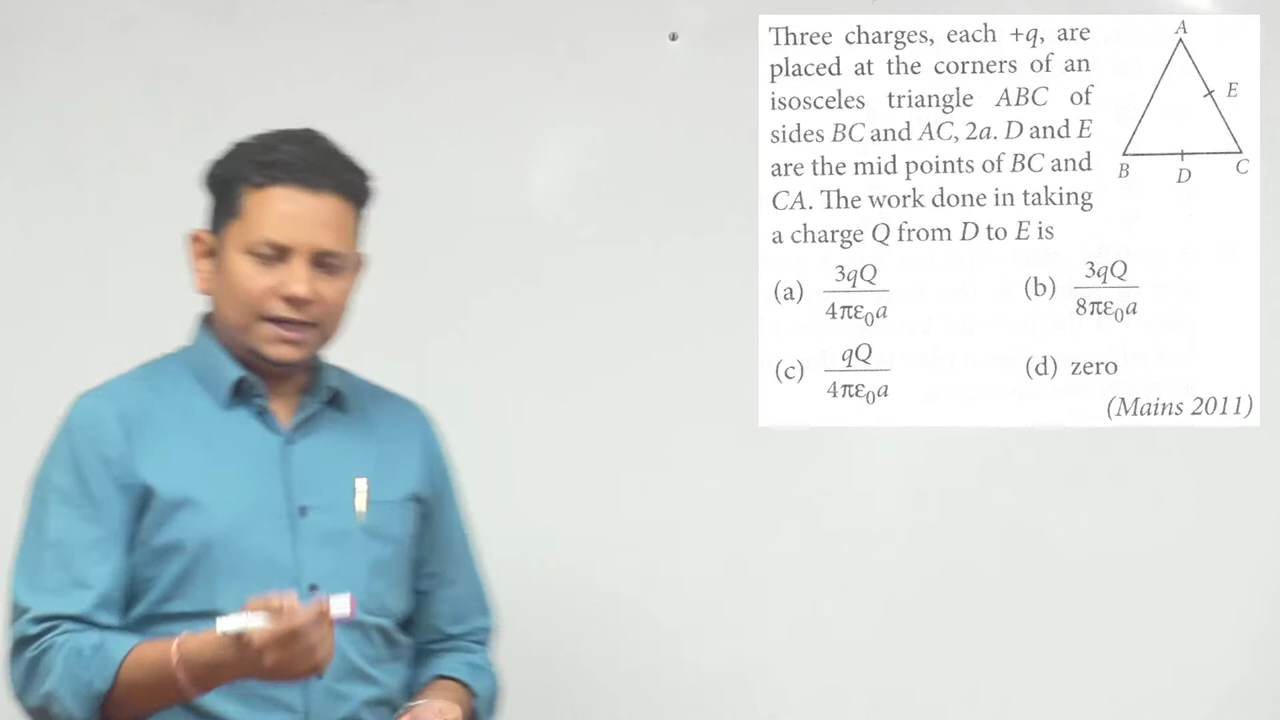 Three charges, each +q, are
placed at the corners of an
isosceles triangle ABC of
sides BC and AC, 2a. D and E
are the mid points of BC and
CA. The work done in taking
a charge Q from D to E is
A
E
B
D
C
(a) 3qQ/4πε₀a
(b) 3qQ/8πε₀a
(c) qQ/4πε₀a
(d) zero
(Mains 2011)